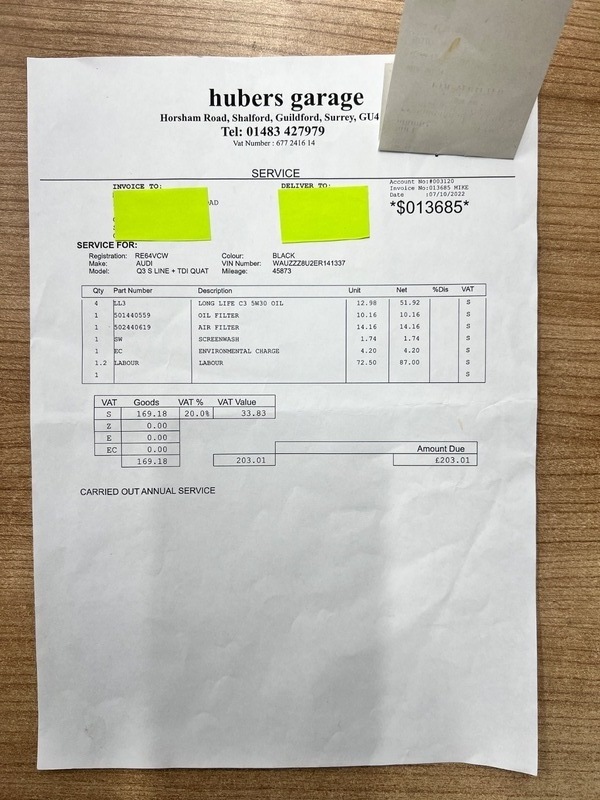 hubers garage
Horsham Road, Shalford, Guildford, Surrey, GU4
Tel: 01483 427979
Vat Number : 677 2416 14
SERVICE
INVOICE TO:
DELIVER TO:
Account No:#003120
Invoice No:013685 MIKE
Date :07/10/2022
*$013685*
SERVICE FOR:
Registration: RE64VCW Colour: BLACK
Make: AUDI VIN Number: WAUZZZ8U2ER141337
Model: Q3 S LINE + TDI QUAT Mileage: 45873
Qty Part Number Description Unit Net %Dis VAT
4 LL3 LONG LIFE C3 5W30 OIL 12.98 51.92 S
1 501440559 OIL FILTER 10.16 10.16 S
1 502440619 AIR FILTER 14.16 14.16 S
1 SW SCREENWASH 1.74 1.74 S
1 EC ENVIRONMENTAL CHARGE 4.20 4.20 S
1.2 LABOUR LABOUR 72.50 87.00 S
1 S
VAT Goods VAT % VAT Value
S 169.18 20.0% 33.83
Z 0.00
E 0.00
EC 0.00
Amount Due
169.18 203.01 £203.01
CARRIED OUT ANNUAL SERVICE